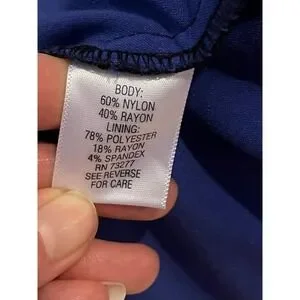 BODY:
60% NYLON
40% RAYON
LINING:
78% POLYESTER
18% RAYON
4% SPANDEX
RN 73277
SEE REVERSE
FOR CARE